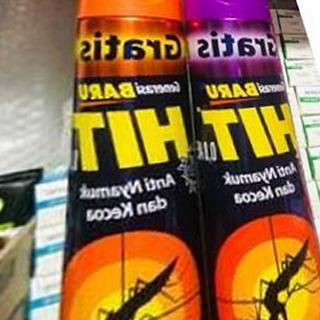 Gratis
Generasi BARU
HIT
Anti Nyamuk
dan Kecoa
Gratis
Generasi BARU
HIT
Anti Nyamuk
dan Kecoa